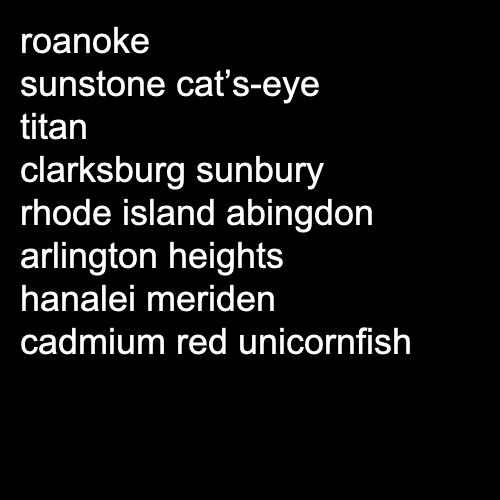 roanoke
sunstone cat’s-eye
titan
clarksburg sunbury
rhode island abingdon
arlington heights
hanalei meriden
cadmium red unicornfish